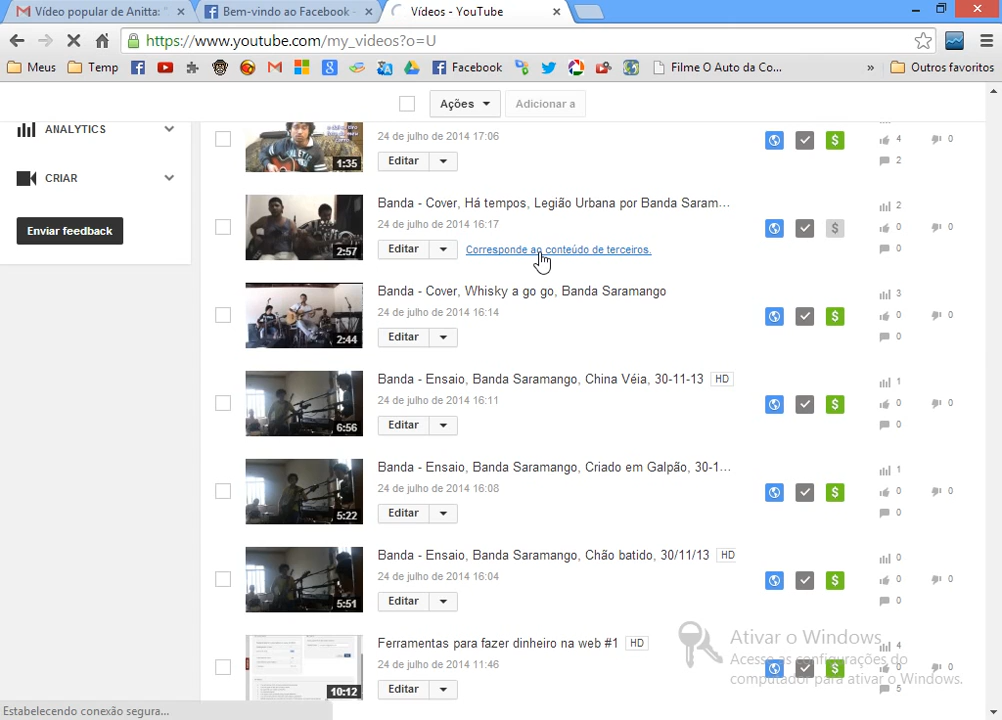 Vídeo popular de Anitta: "
Bem-vindo ao Facebook -
Vídeos - YouTube
https://www.youtube.com/my_videos?o=U
Meus
Temp
Facebook
Filme O Auto da Co...
»
Outros favoritos
Ações
Adicionar a
ANALYTICS
CRIAR
Enviar feedback
1:35
24 de julho de 2014 17:06
Editar
$
4
0
2
2:57
Banda - Cover, Há tempos, Legião Urbana por Banda Saram...
24 de julho de 2014 16:17
Editar
Corresponde ao conteúdo de terceiros.
$
2
0
0
0
2:44
Banda - Cover, Whisky a go go, Banda Saramango
24 de julho de 2014 16:14
Editar
$
3
0
0
0
6:56
Banda - Ensaio, Banda Saramango, China Véia, 30-11-13 HD
24 de julho de 2014 16:11
Editar
$
1
0
0
0
5:22
Banda - Ensaio, Banda Saramango, Criado em Galpão, 30-1...
24 de julho de 2014 16:08
Editar
$
1
0
0
0
5:51
Banda - Ensaio, Banda Saramango, Chão batido, 30/11/13 HD
24 de julho de 2014 16:04
Editar
$
0
0
0
0
10:12
Ferramentas para fazer dinheiro na web #1 HD
24 de julho de 2014 11:46
Editar
$
4
0
5
Ativar o Windows
Acesse as configurações do
computador para ativar o Windows.
Estabelecendo conexão segura...